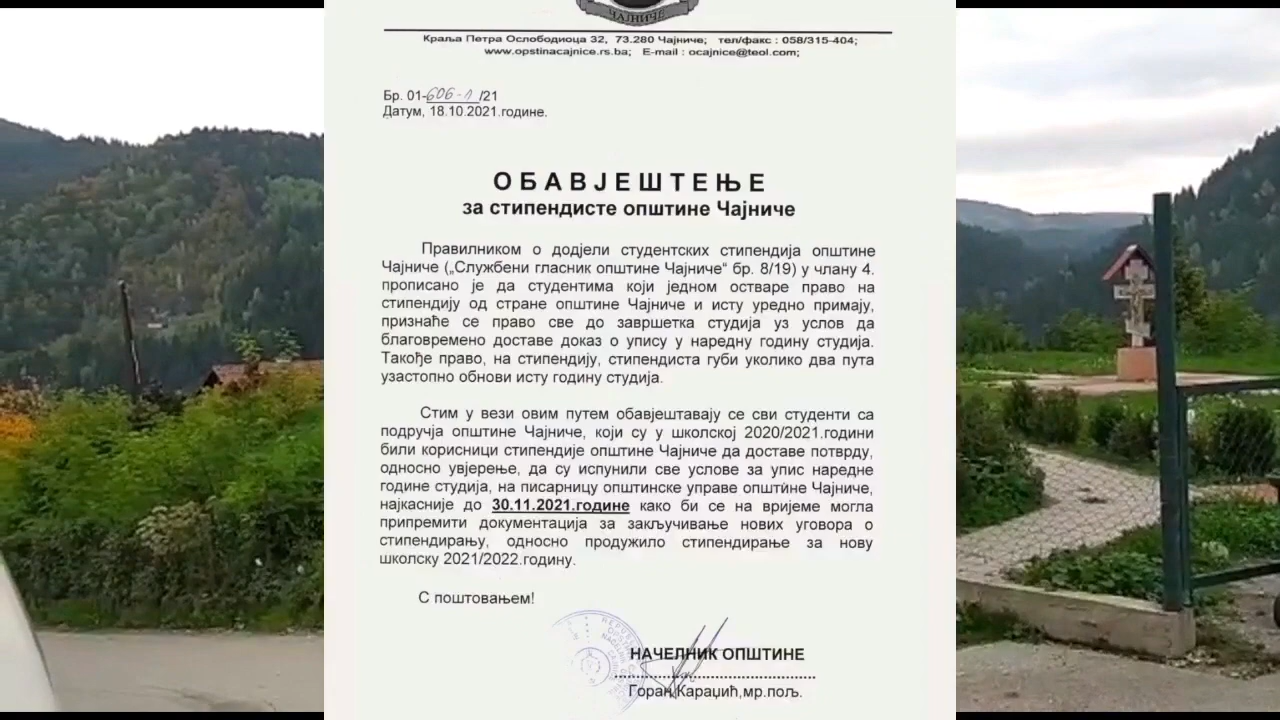 ЧАЈНИЧЕ
Краља Петра Ослободиоца 32, 73.280 Чајниче; тел/факс : 058/315-404;
www.opstinacajnice.rs.ba; E-mail : ocajnice@teol.com;
Бр. 01-606-1/21
Датум, 18.10.2021.године.
ОБАВЈЕШТЕЊЕ
за стипендисте општине Чајниче
Правилником о додјели студентских стипендија општине
Чајниче („Службени гласник општине Чајниче“ бр. 8/19) у члану 4.
прописано је да студентима који једном остваре право на
стипендију од стране општине Чајниче и исту уредно примају,
признаће се право све до завршетка студија уз услов да
благовремено доставе доказ о упису у наредну годину студија.
Такође право, на стипендију, стипендиста губи уколико два пута
узастопно обнови исту годину студија.
Стим у вези овим путем обавјештавају се сви студенти са
подручја општине Чајниче, који су у школској 2020/2021.години
били корисници стипендије општине Чајниче да доставе потврду,
односно увјерење, да су испунили све услове за упис наредне
године студија, на писарницу општинске управе општине Чајниче,
најкасније до 30.11.2021.године како би се на вријеме могла
припремити документација за закључивање нових уговора о
стипендирању, односно продужило стипендирање за нову
школску 2021/2022.годину.
С поштовањем!
НАЧЕЛНИК ОПШТИНЕ
Горан Караџић,мр.пољ.